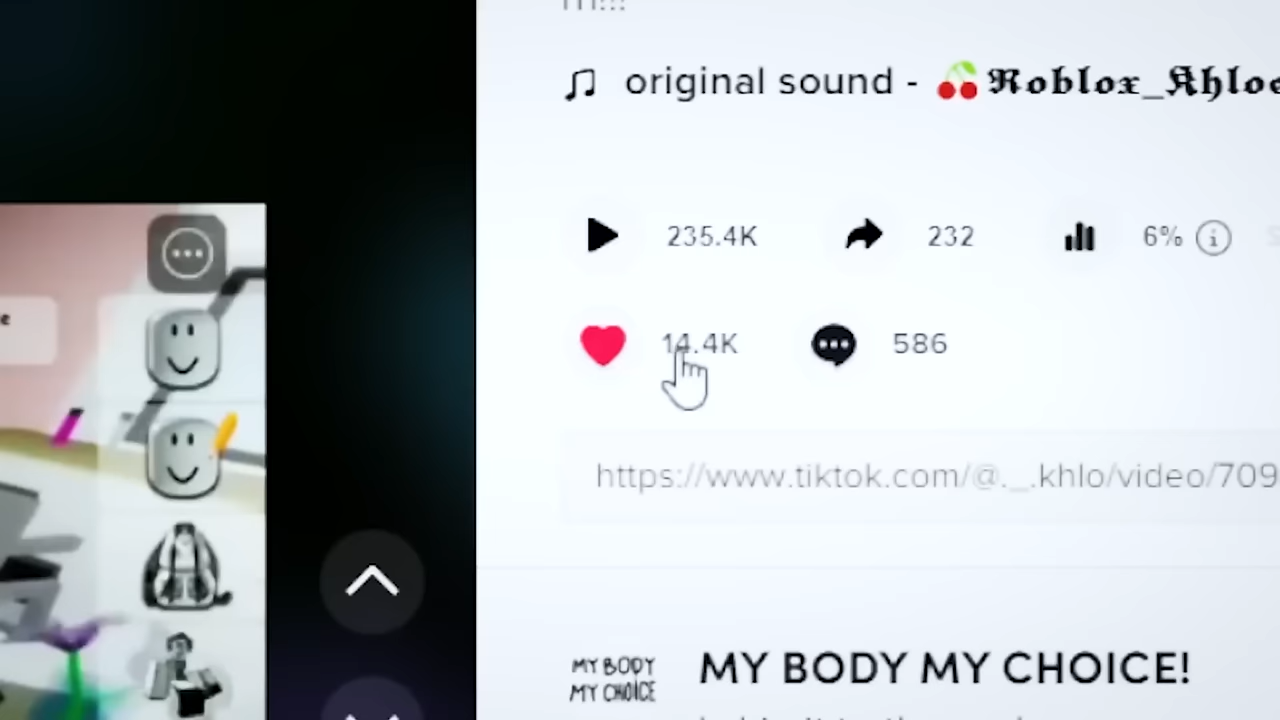 original sound - 🍒 𝕽𝖔𝖇𝖑𝖔𝖝_𝕶𝖍𝖑𝖔𝖊
235.4K 232 6%
14.4K 586
https://www.tiktok.com/@._.khlo/video/709
MY BODY
MY CHOICE
MY BODY MY CHOICE!